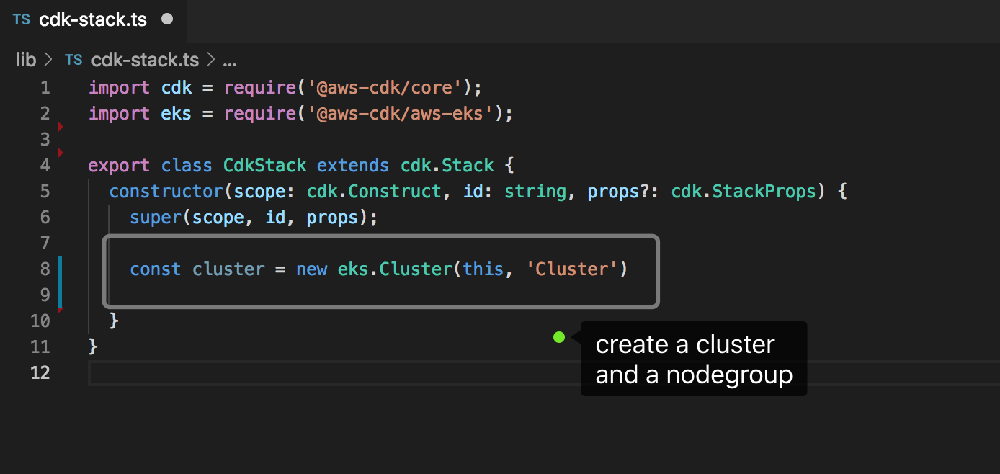 TS cdk-stack.ts
lib > TS cdk-stack.ts > ...
1 import cdk = require('@aws-cdk/core');
2 import eks = require('@aws-cdk/aws-eks');
3
4 export class CdkStack extends cdk.Stack {
5 constructor(scope: cdk.Construct, id: string, props?: cdk.StackProps) {
6 super(scope, id, props);
7
8 const cluster = new eks.Cluster(this, 'Cluster')
9
10 }
11 }
12
create a cluster
and a nodegroup